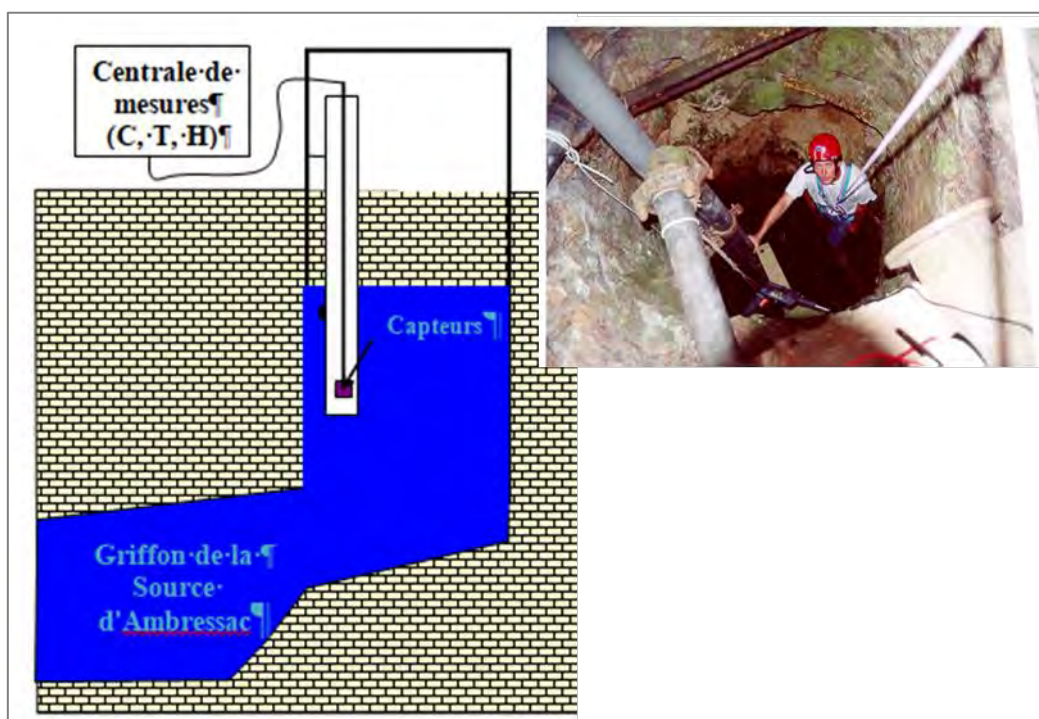 Centrale·de·
mesures¶
(C,·T,·H)¶
Capteurs¶
Griffon·de·la·¶
Source·
d'Ambressac¶